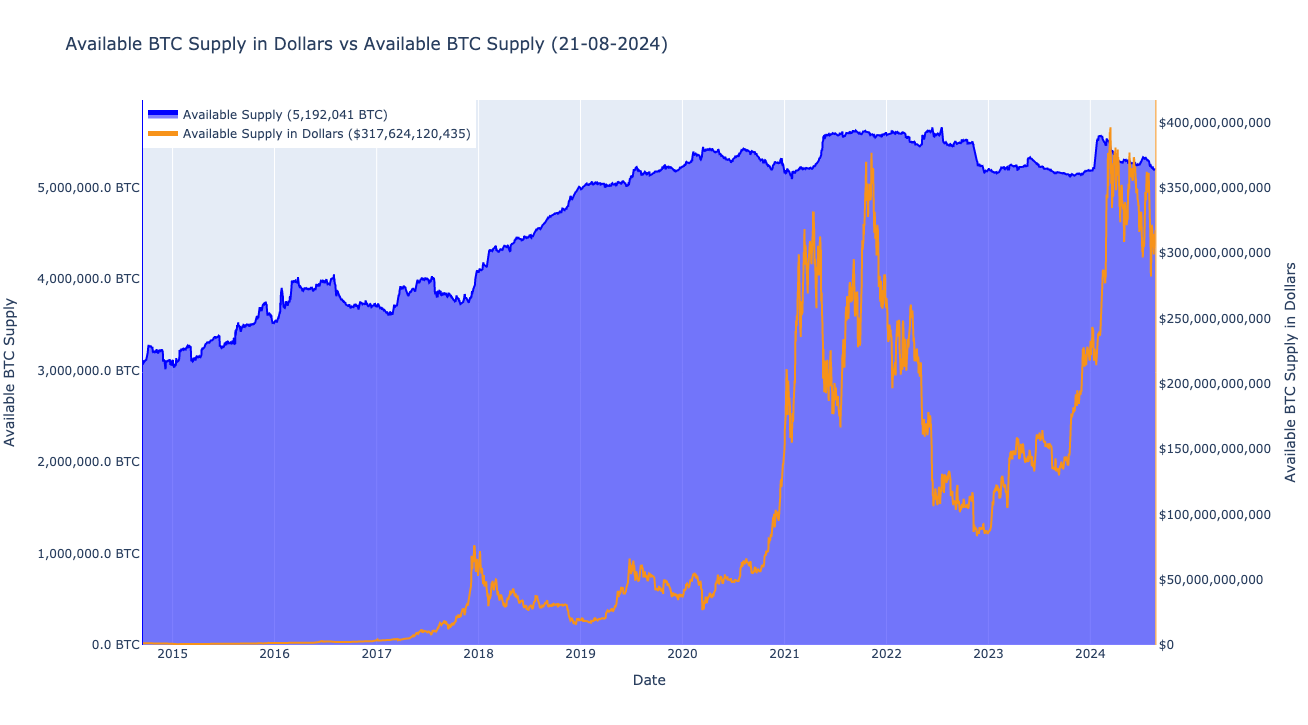 Available BTC Supply in Dollars vs Available BTC Supply (21-08-2024)
Available Supply (5,192,041 BTC)
Available Supply in Dollars ($317,624,120,435)
Available BTC Supply
5,000,000.0 BTC
4,000,000.0 BTC
3,000,000.0 BTC
2,000,000.0 BTC
1,000,000.0 BTC
0.0 BTC
$400,000,000,000
$350,000,000,000
$300,000,000,000
$250,000,000,000
$200,000,000,000
$150,000,000,000
$100,000,000,000
$50,000,000,000
$0
Available BTC Supply in Dollars
2015 2016 2017 2018 2019 2020 2021 2022 2023 2024
Date